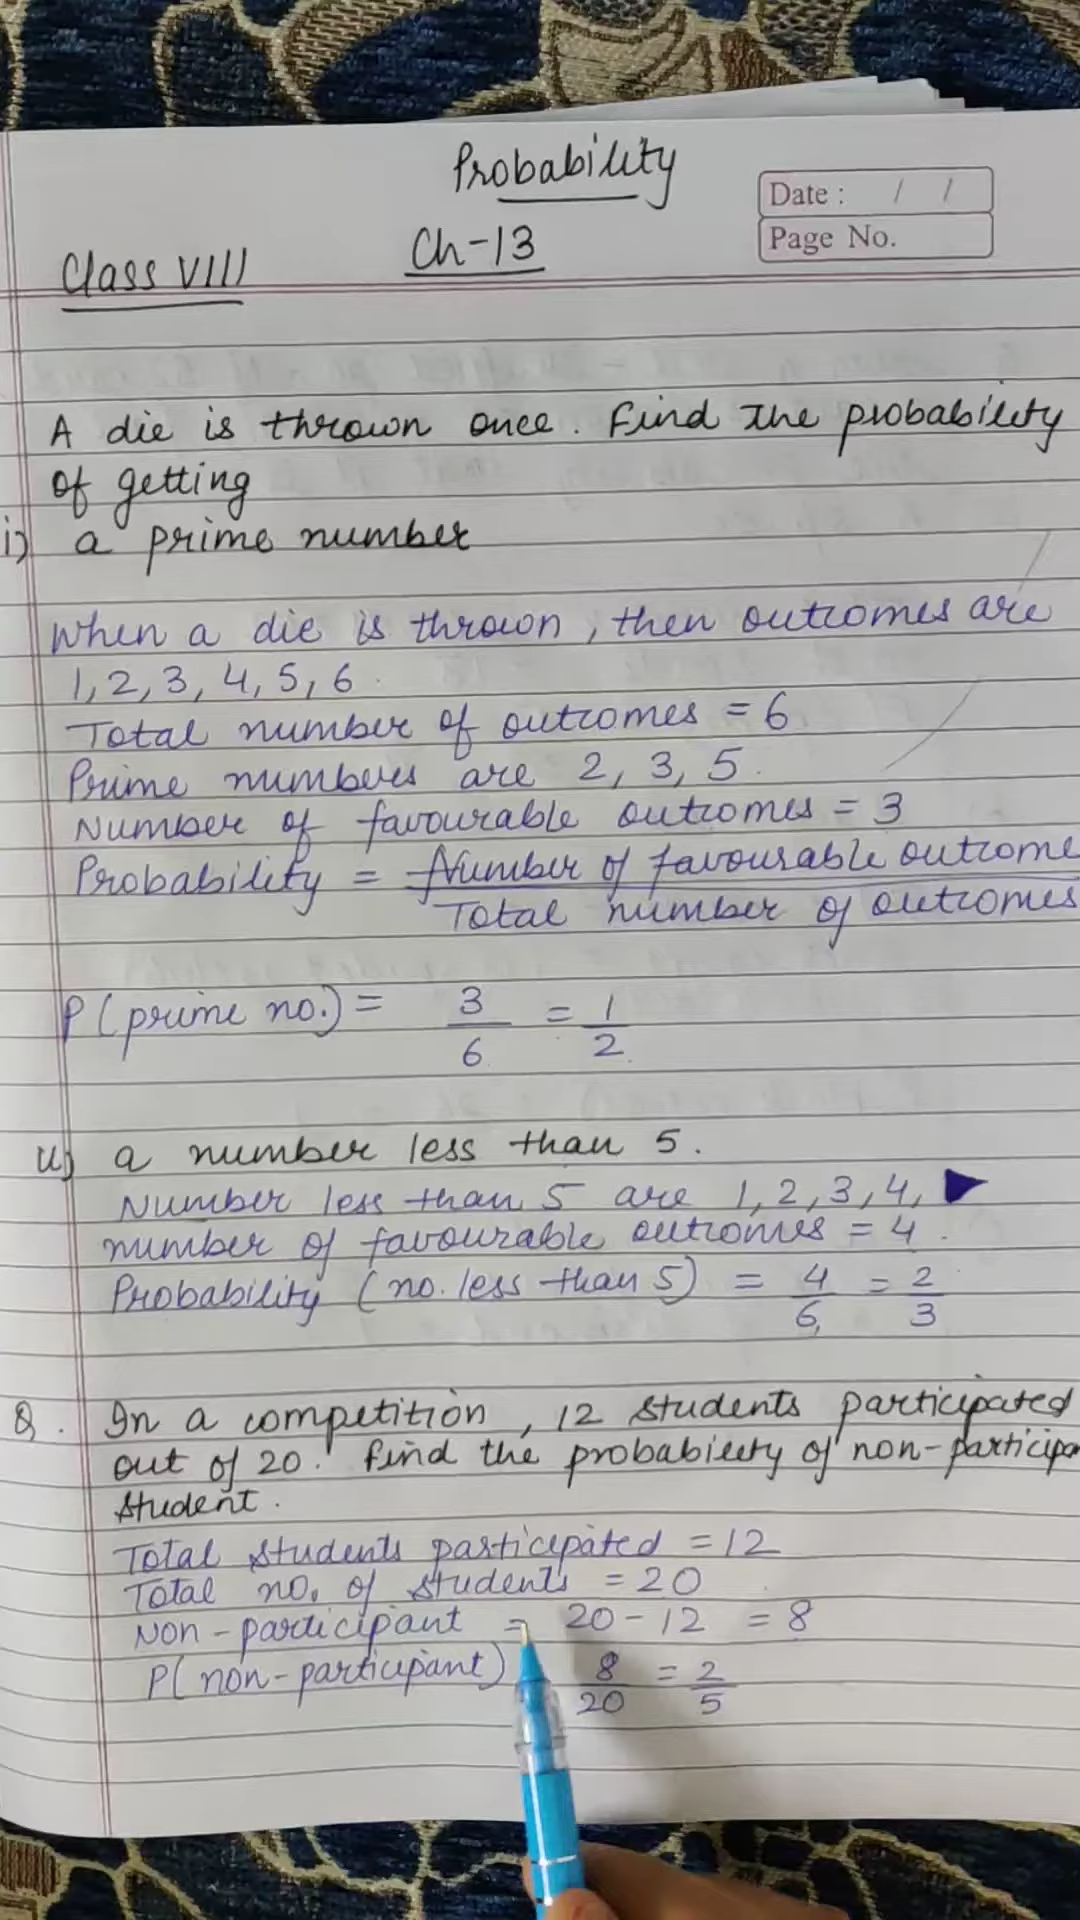 Probability
Date : / /
Page No.
Class VIII
Ch-13
A die is thrown once. Find the probability
of getting
i) a prime number
When a die is thrown, then outcomes are
1, 2, 3, 4, 5, 6.
Total number of outcomes = 6
Prime numbers are 2, 3, 5.
Number of favourable outcomes = 3
Probability = Number of favourable outcome
Total number of outcomes
P(prime no.) = 3/6 = 1/2
ii) a number less than 5.
Number less than 5 are 1, 2, 3, 4,
number of favourable outcomes = 4.
Probability (no. less than 5) = 4/6 = 2/3
Q. In a competition, 12 students participated
out of 20. find the probability of non-participa
student.
Total students participated = 12
Total no. of students = 20
Non-participant = 20 - 12 = 8
P(non-participant) 8/20 = 2/5